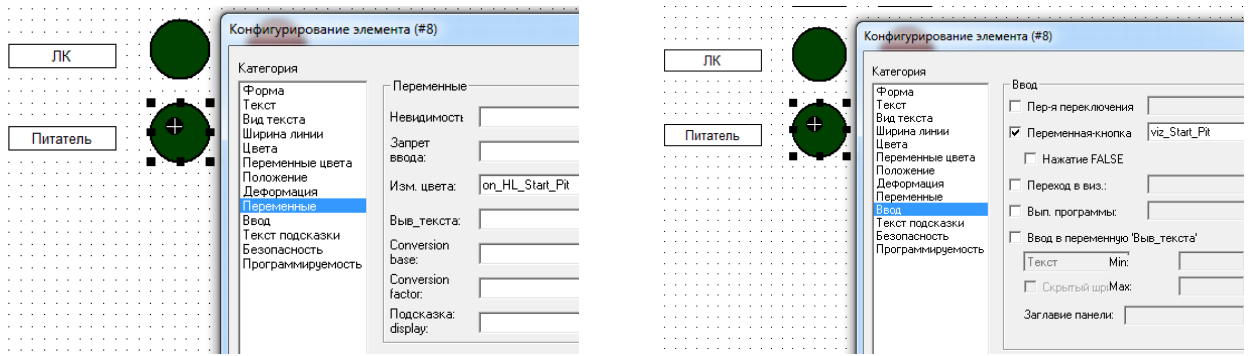 ЛК
Питатель
Конфигурирование элемента (#8)
Категория
Форма
Текст
Вид текста
Ширина линии
Цвета
Переменные цвета
Положение
Деформация
Переменные
Ввод
Текст подсказки
Безопасность
Программируемость
Переменные
Невидимость
Запрет
ввода:
Изм. цвета: on_HL_Start_Pit
Выв_текста:
Conversion
base:
Conversion
factor:
Подсказка:
display:
ЛК
Питатель
Конфигурирование элемента (#8)
Категория
Форма
Текст
Вид текста
Ширина линии
Цвета
Переменные цвета
Положение
Деформация
Переменные
Ввод
Текст подсказки
Безопасность
Программируемость
Ввод
Пер-я переключения
Переменная-кнопка viz_Start_Pit
Нажатие FALSE
Переход в виз.:
Вып. программы:
Ввод в переменную 'Выв_текста'
Текст Min:
Скрытый шри Max:
Заглавие панели: